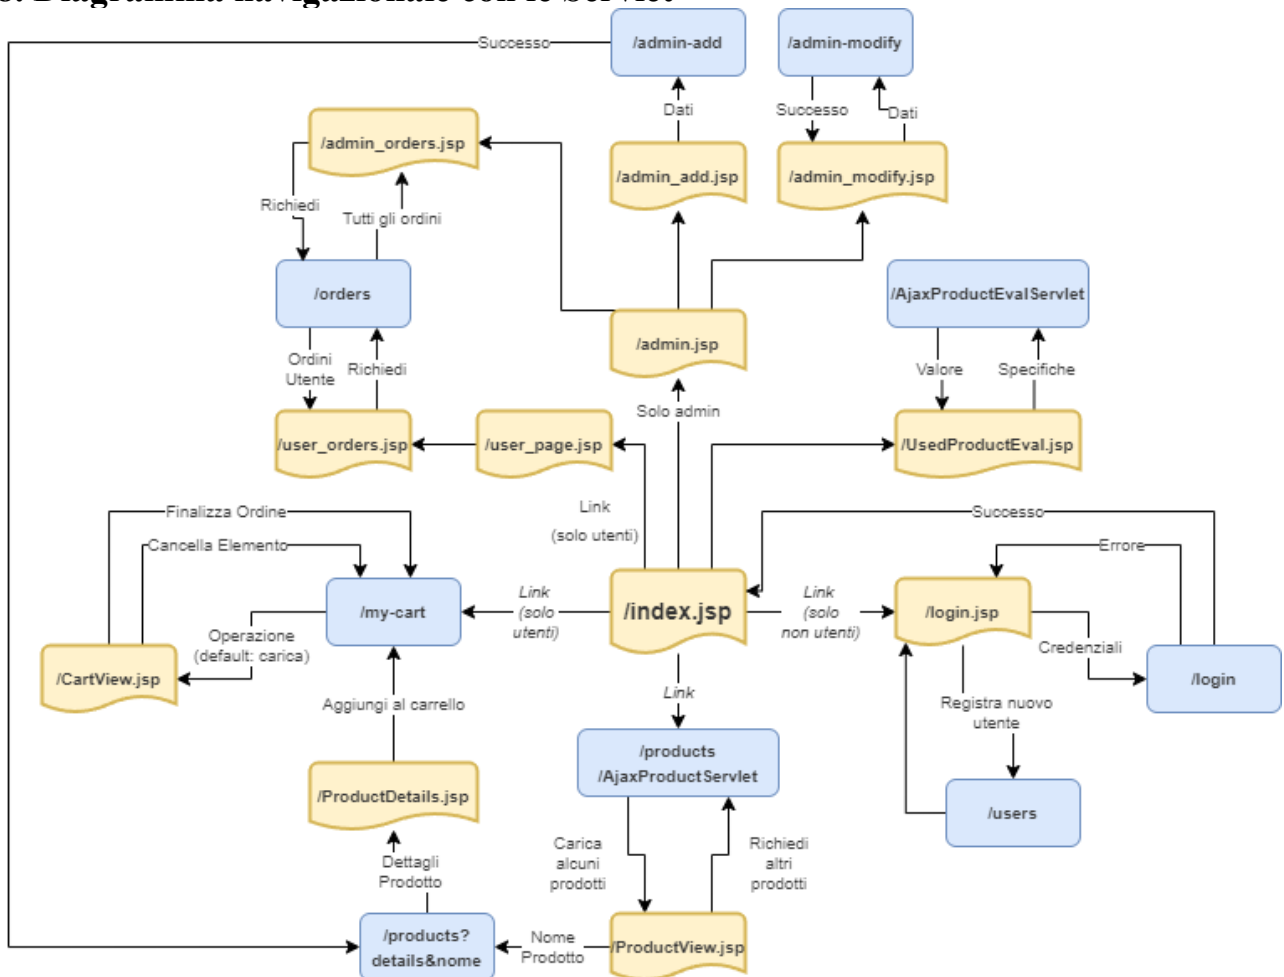 Diagramma navigazionale con le Servlet
Successo
/admin-add
/admin-modify
Dati
Successo
Dati
/admin_orders.jsp
/admin_add.jsp
/admin_modify.jsp
Richiedi
Tutti gli ordini
/orders
/AjaxProductEvalServlet
/admin.jsp
Ordini
Utente
Richiedi
Valore
Specifiche
Solo admin
/user_orders.jsp
/user_page.jsp
/UsedProductEval.jsp
Finalizza Ordine
Link
(solo utenti)
Successo
Cancella Elemento
Errore
/my-cart
Link
(solo
utenti)
/index.jsp
Link
(solo
non utenti)
/login.jsp
Operazione
(default: carica)
Credenziali
/CartView.jsp
/login
Aggiungi al carrello
Link
Registra nuovo
utente
/products
/AjaxProductServlet
/ProductDetails.jsp
/users
Dettagli
Prodotto
Carica
alcuni
prodotti
Richiedi
altri
prodotti
/products?
details&nome
Nome
Prodotto
/ProductView.jsp